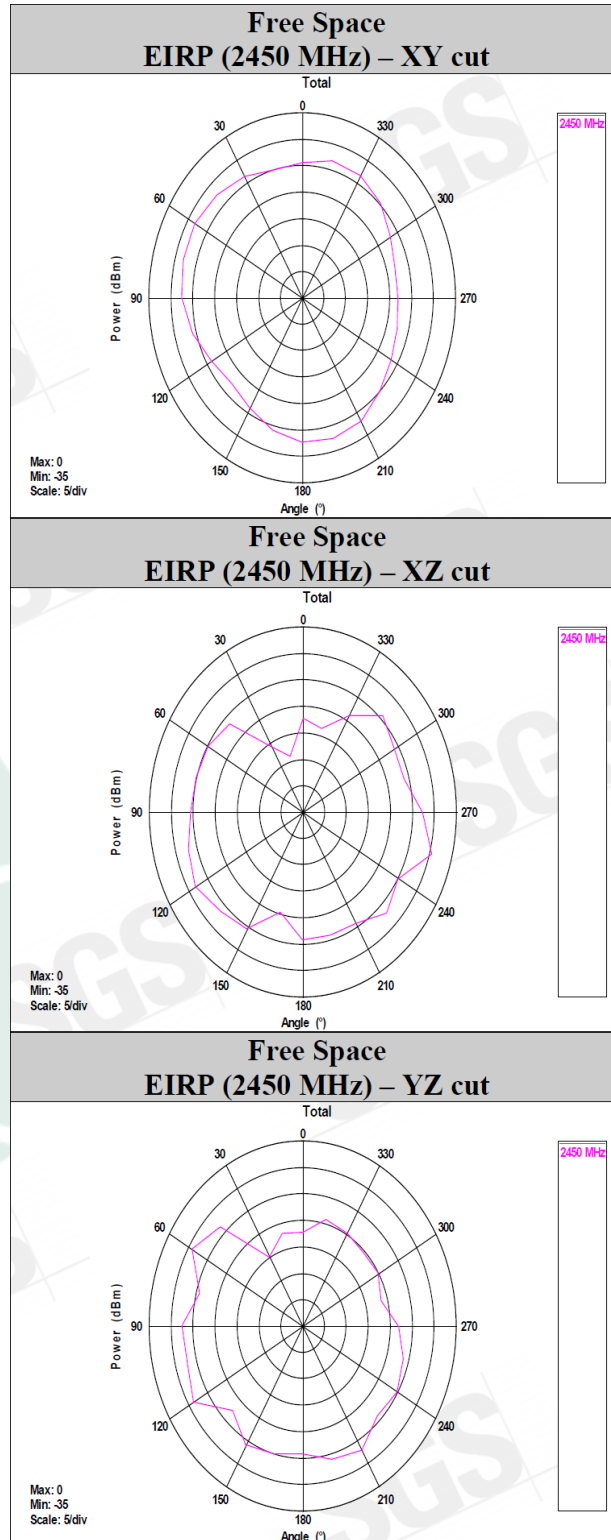 Free Space
EIRP (2450 MHz) – XY cut
Total
0
30
330
2450 MHz
60
300
Power (dBm)
90
270
120
240
150
210
Max: 0
Min: -35
Scale: 5/div
180
Angle (°)
Free Space
EIRP (2450 MHz) – XZ cut
Total
0
30
330
2450 MHz
60
300
Power (dBm)
90
270
120
240
150
210
Max: 0
Min: -35
Scale: 5/div
180
Angle (°)
Free Space
EIRP (2450 MHz) – YZ cut
Total
0
30
330
2450 MHz
60
300
Power (dBm)
90
270
120
240
150
210
Max: 0
Min: -35
Scale: 5/div
180
Angle (°)
SGS
SGS
SGS
SGS